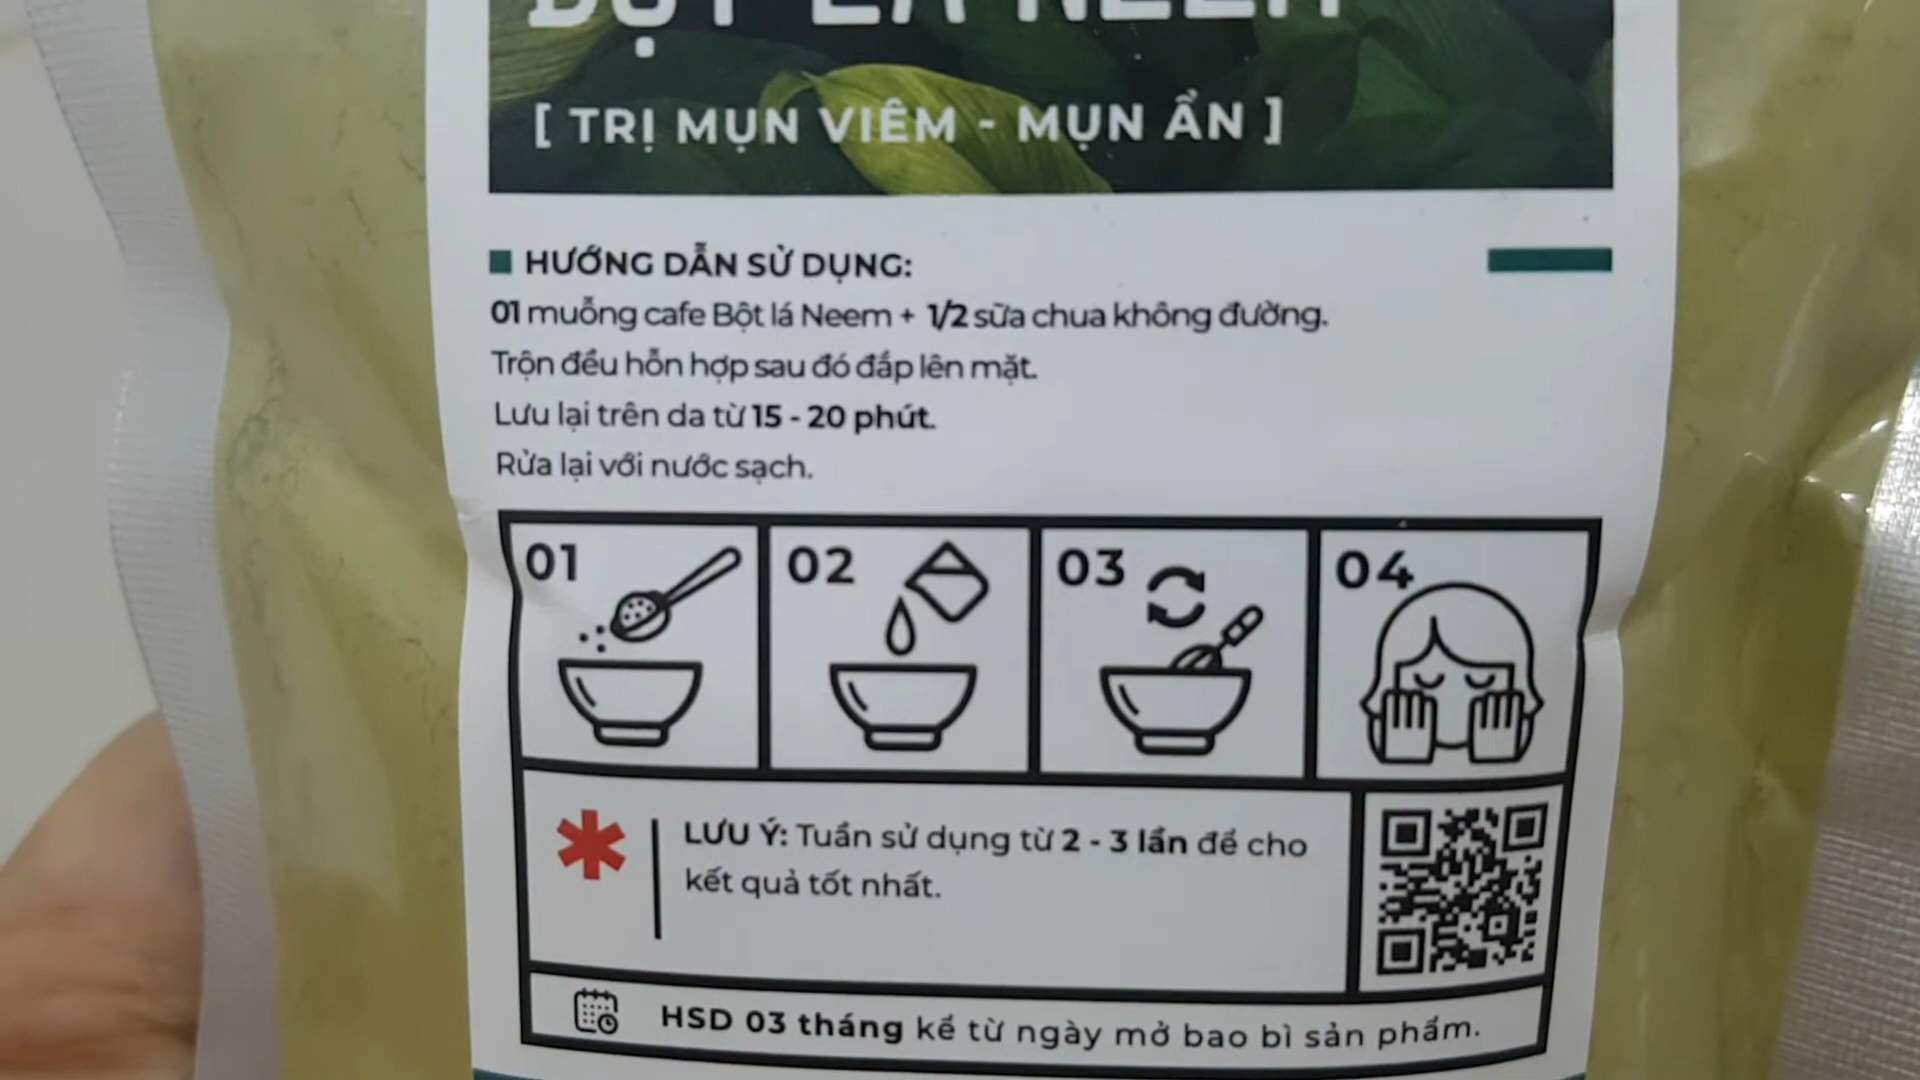 BỘT LÁ NEEM
[ TRỊ MỤN VIÊM - MỤN ẨN ]
HƯỚNG DẪN SỬ DỤNG:
01 muỗng cafe Bột lá Neem + 1/2 sữa chua không đường.
Trộn đều hỗn hợp sau đó đắp lên mặt.
Lưu lại trên da từ 15 - 20 phút.
Rửa lại với nước sạch.
01
02
03
04
LƯU Ý: Tuần sử dụng từ 2 - 3 lần để cho
kết quả tốt nhất.
HSD 03 tháng kể từ ngày mở bao bì sản phẩm.